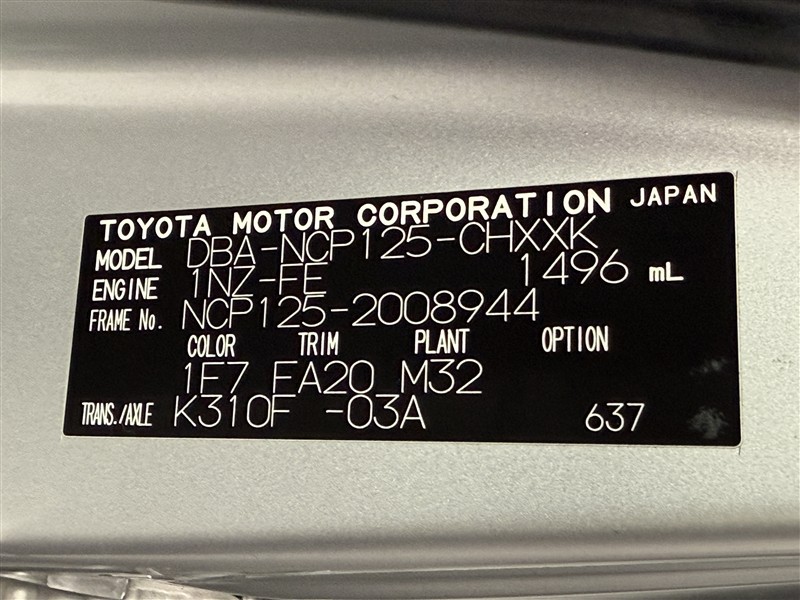 TOYOTA MOTOR CORPORATION JAPAN
MODEL DBA-NCP125-CHXXK
ENGINE 1NZ-FE 1496 mL
FRAME No. NCP125-2008944
COLOR TRIM PLANT OPTION
1E7 FA20 M32
TRANS./AXLE K310F -03A 637